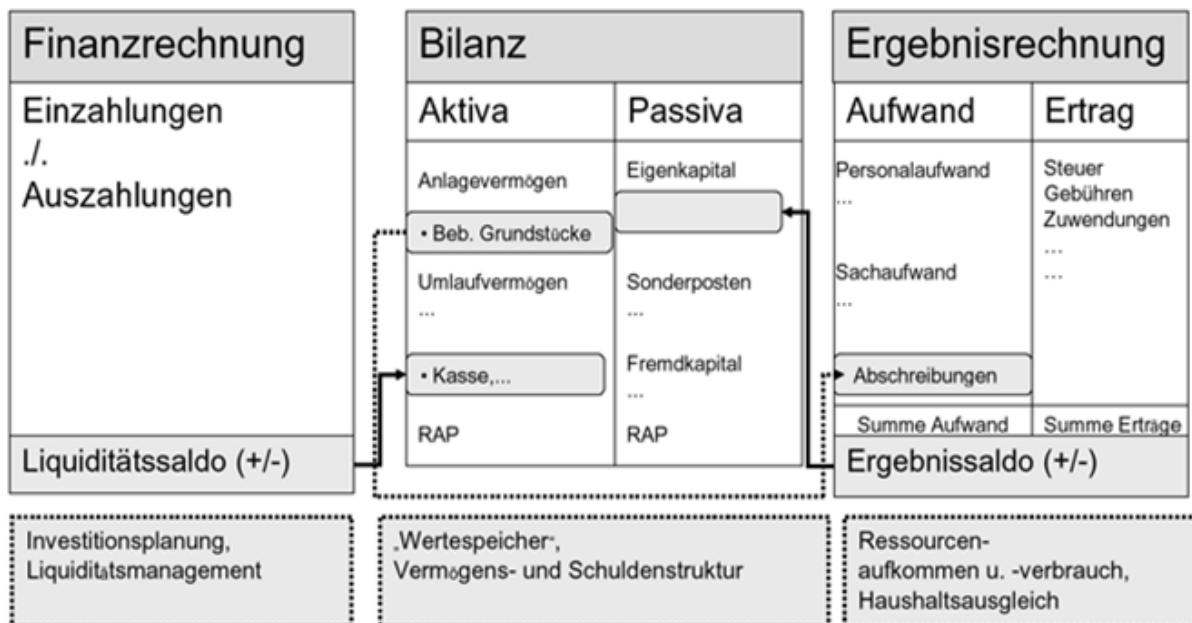 Finanzrechnung
Einzahlungen
./.
Auszahlungen
Liquiditätssaldo (+/-)
Investitionsplanung,
Liquiditätsmanagement
Bilanz
Aktiva
Anlagevermögen
• Beb. Grundstücke
Umlaufvermögen
...
• Kasse,...
RAP
Passiva
Eigenkapital
Sonderposten
...
Fremdkapital
...
RAP
„Wertespeicher“,
Vermögens- und Schuldenstruktur
Ergebnisrechnung
Aufwand
Personalaufwand
...
Sachaufwand
...
Abschreibungen
Summe Aufwand
Ertrag
Steuer
Gebühren
Zuwendungen
...
...
Summe Erträge
Ergebnissaldo (+/-)
Ressourcen-
aufkommen u. -verbrauch,
Haushaltsausgleich